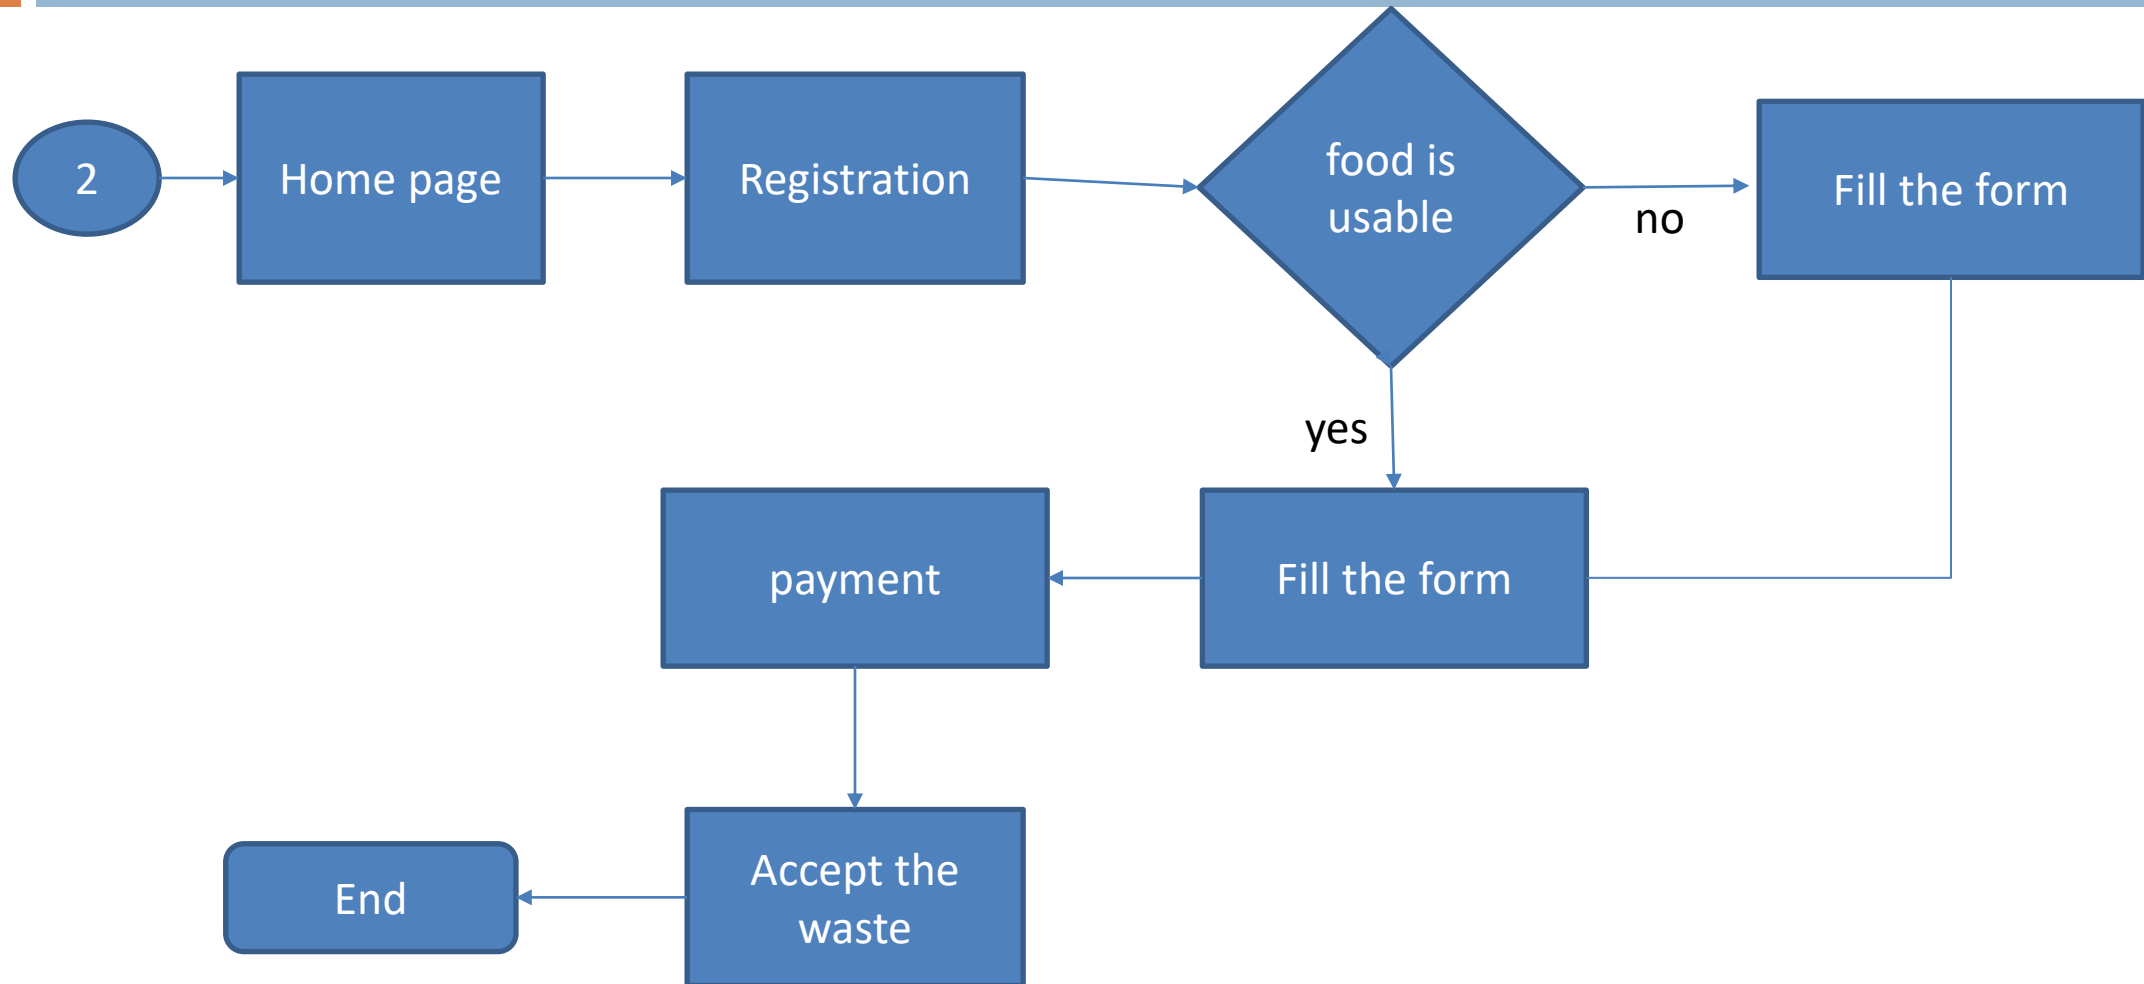 2
Home page
Registration
food is
usable
no
Fill the form
yes
payment
Fill the form
Accept the
waste
End